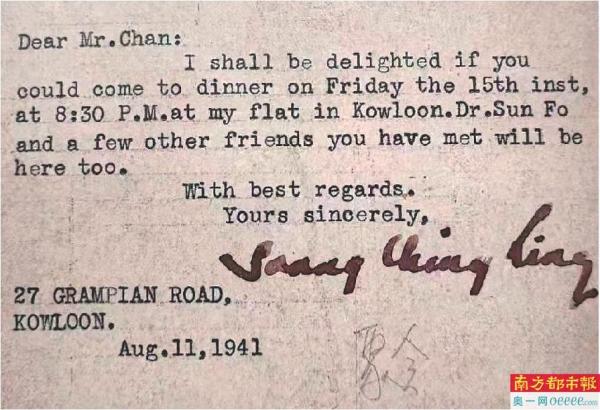 Dear Mr.Chan:
I shall be delighted if you
could come to dinner on Friday the 15th inst,
at 8:30 P.M.at my flat in Kowloon.Dr.Sun Fo
and a few other friends you have met will be
here too.
With best regards.
Yours sincerely,
Soong Ching Ling
27 GRAMPIAN ROAD,
KOWLOON.
Aug.11,1941
南方都市報
奥一网oeeee.com